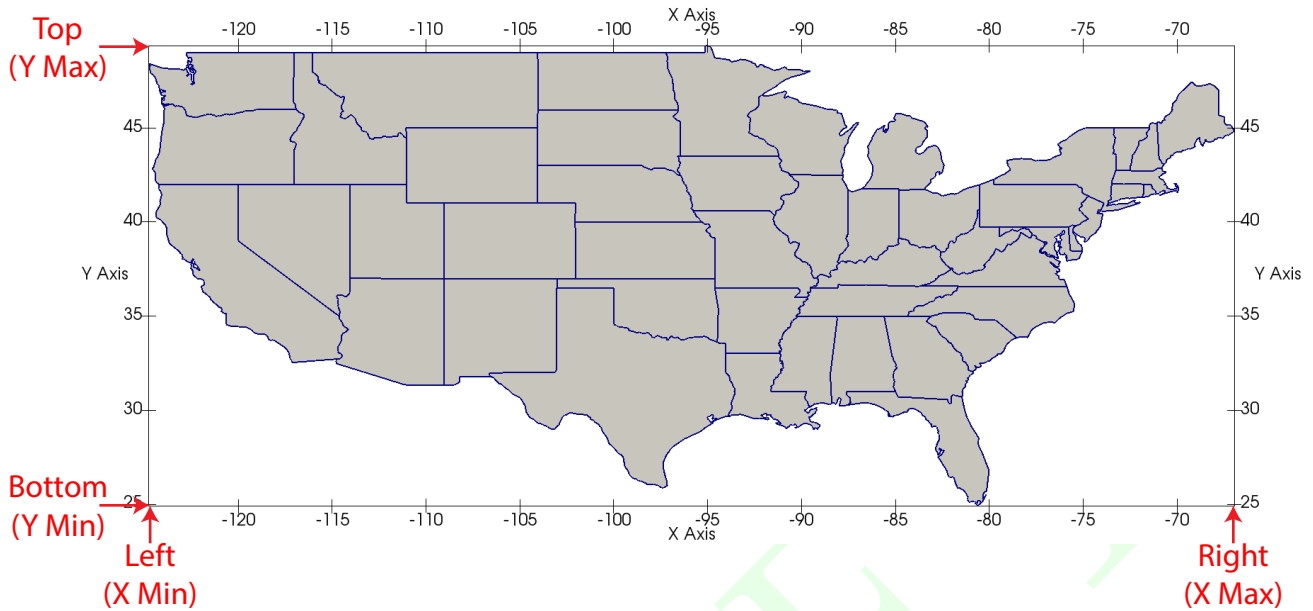 X Axis
-120 -115 -110 -105 -100 -95 -90 -85 -80 -75 -70
Top
(Y Max)
45 45
40 40
Y Axis Y Axis
35 35
30 30
25 25
Bottom
(Y Min)
-120 -115 -110 -105 -100 -95 -90 -85 -80 -75 -70
X Axis
Left
(X Min)
Right
(X Max)